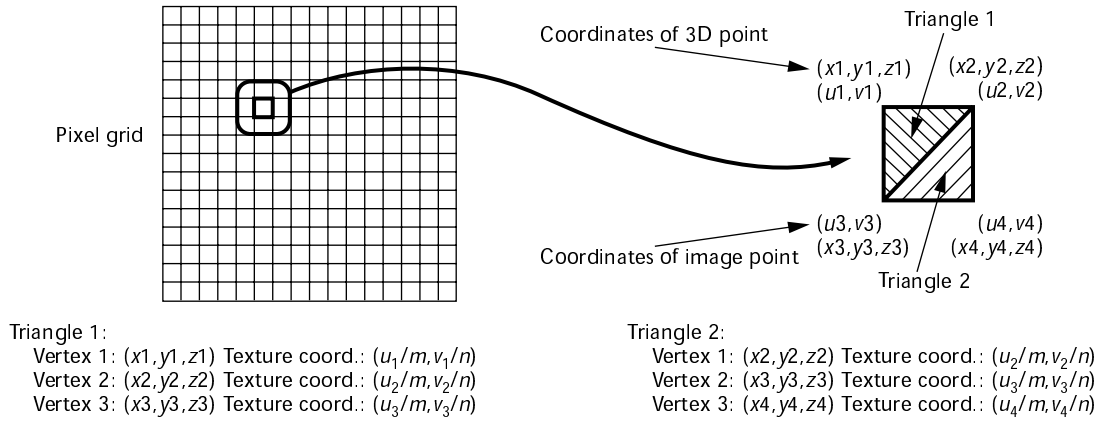 Triangle 1
Coordinates of 3D point
(x1,y1,z1)
(x2,y2,z2)
(u1,v1)
(u2,v2)
Pixel grid
(u3,v3)
(u4,v4)
(x3,y3,z3)
(x4,y4,z4)
Coordinates of image point
Triangle 2
Triangle 1:
Vertex 1: (x1,y1,z1) Texture coord.: (u₁/m,v₁/n)
Vertex 2: (x2,y2,z2) Texture coord.: (u₂/m,v₂/n)
Vertex 3: (x3,y3,z3) Texture coord.: (u₃/m,v₃/n)
Triangle 2:
Vertex 1: (x2,y2,z2) Texture coord.: (u₂/m,v₂/n)
Vertex 2: (x3,y3,z3) Texture coord.: (u₃/m,v₃/n)
Vertex 3: (x4,y4,z4) Texture coord.: (u₄/m,v₄/n)